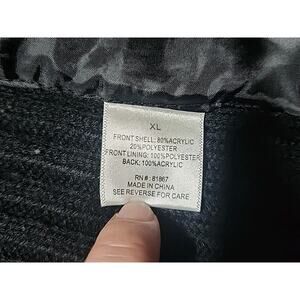 XL
FRONT SHELL: 80%ACRYLIC
20%POLYESTER
FRONT LINING: 100%POLYESTER
BACK: 100%ACRYLIC
RN#: 81867
MADE IN CHINA
SEE REVERSE FOR CARE